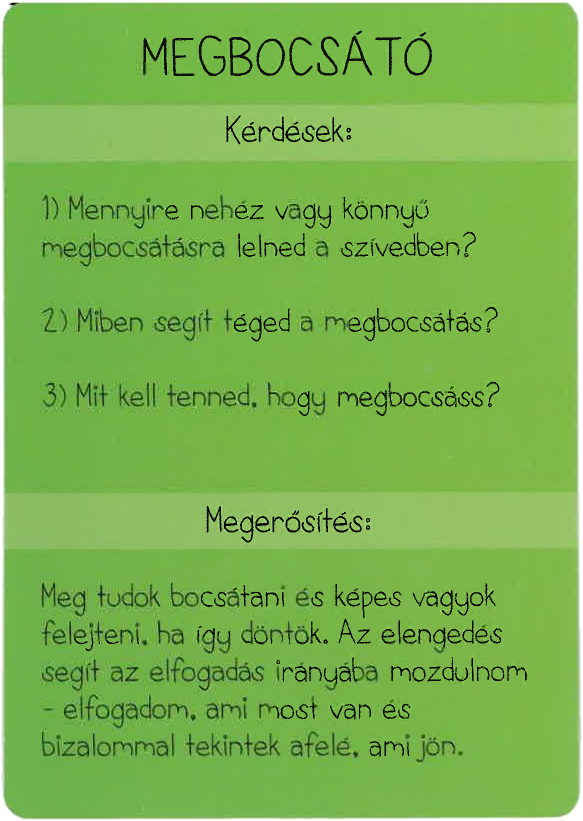 MEGBOCSÁTÓ
Kérdések:
1) Mennyire nehéz vagy könnyű
megbocsátásra lelned a szívedben?
2) Miben segít téged a megbocsátás?
3) Mit kell tenned, hogy megbocsáss?
Megerősítés:
Meg tudok bocsátani és képes vagyok
felejteni, ha így döntök. Az elengedés
segít az elfogadás irányába mozdulnom
- elfogadom, ami most van és
bizalommal tekintek afelé, ami jön.